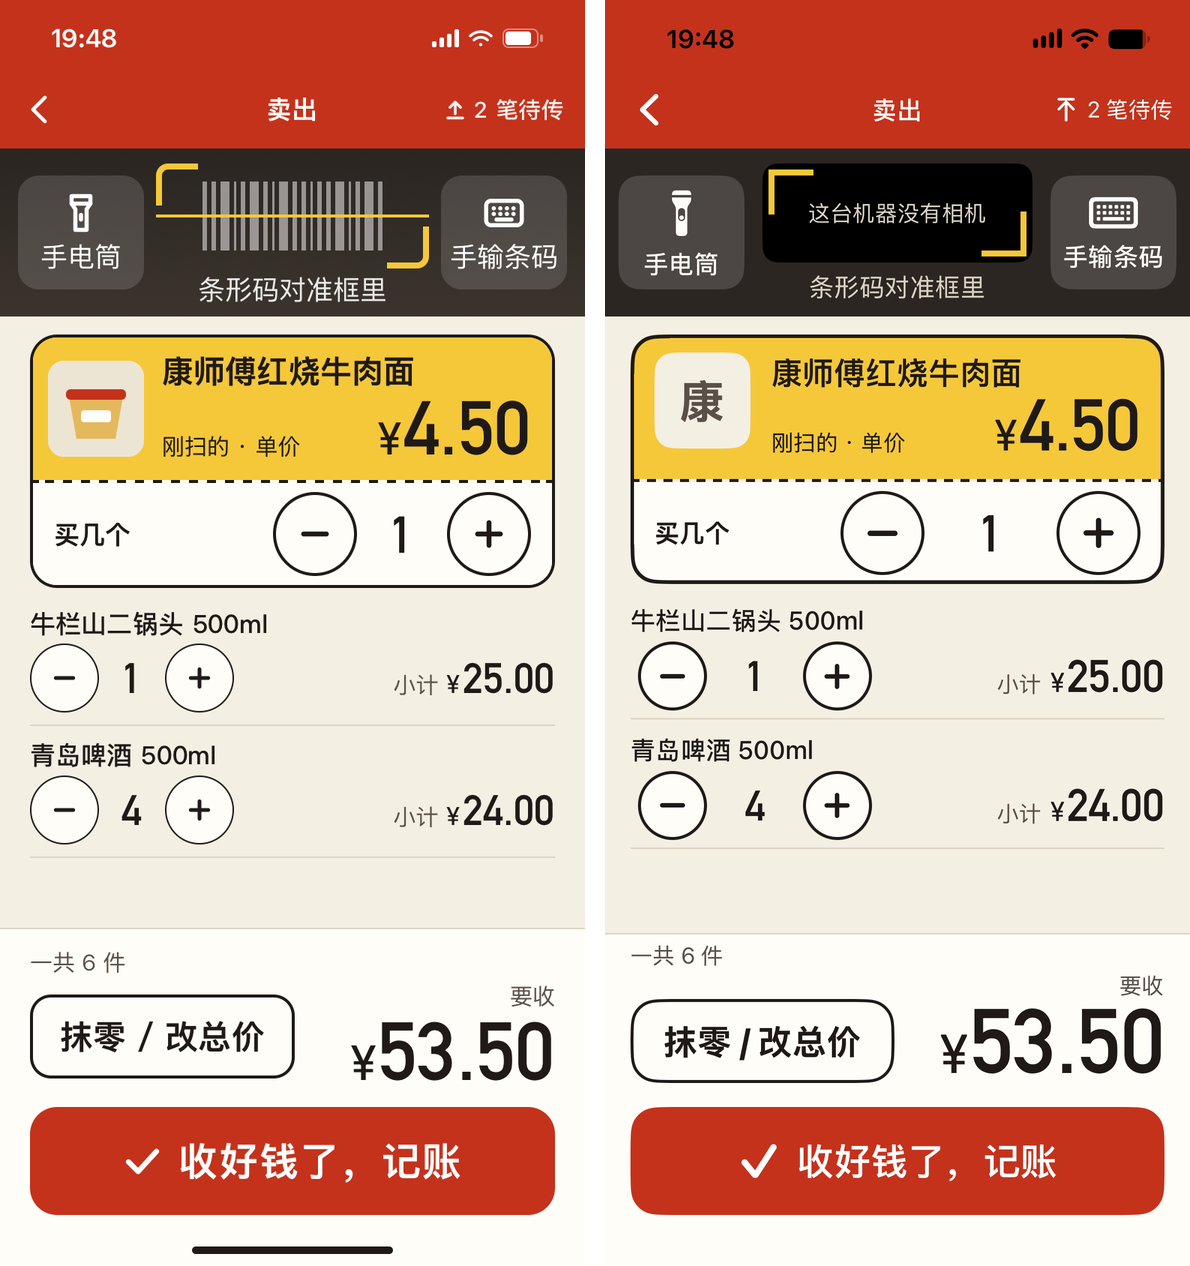 19:48
卖出
2 笔待传
手电筒
手输条码
条形码对准框里
康师傅红烧牛肉面
刚扫的 · 单价
¥4.50
买几个
1
牛栏山二锅头 500ml
1
小计 ¥25.00
青岛啤酒 500ml
4
小计 ¥24.00
一共 6 件
要收
抹零 / 改总价
¥53.50
收好钱了，记账
19:48
卖出
2 笔待传
手电筒
这台机器没有相机
手输条码
条形码对准框里
康
康师傅红烧牛肉面
刚扫的 · 单价
¥4.50
买几个
1
牛栏山二锅头 500ml
1
小计 ¥25.00
青岛啤酒 500ml
4
小计 ¥24.00
一共 6 件
要收
抹零 / 改总价
¥53.50
收好钱了，记账